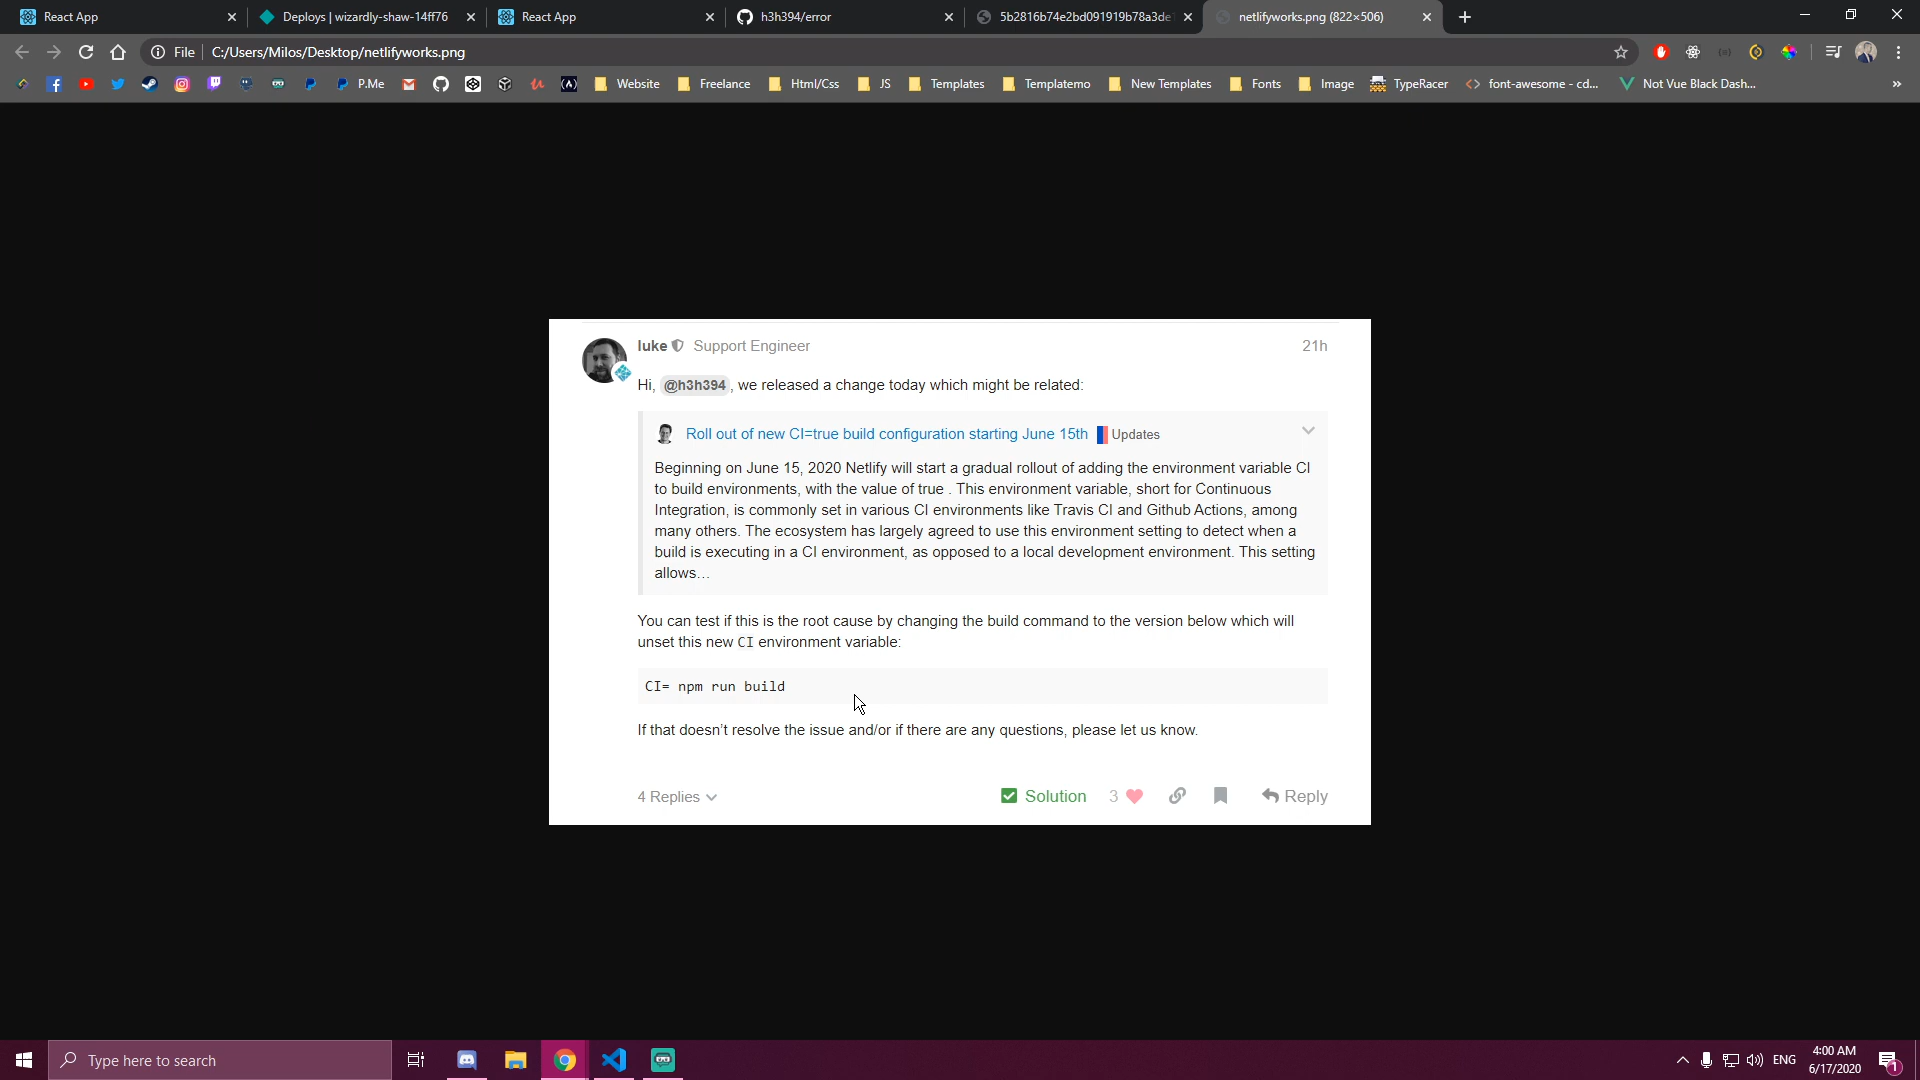 React App
Deploys | wizardly-shaw-14ff76
React App
h3h394/error
5b2816b74e2bd091919b78a3de
netlifyworks.png (822×506)
File
C:/Users/Milos/Desktop/netlifyworks.png
P.Me
Website
Freelance
Html/Css
JS
Templates
Templatemo
New Templates
Fonts
Image
TypeRacer
font-awesome - cd...
Not Vue Black Dash...
»
luke Support Engineer 21h
Hi, @h3h394 , we released a change today which might be related:
Roll out of new CI=true build configuration starting June 15th Updates
Beginning on June 15, 2020 Netlify will start a gradual rollout of adding the environment variable CI
to build environments, with the value of true . This environment variable, short for Continuous
Integration, is commonly set in various CI environments like Travis CI and Github Actions, among
many others. The ecosystem has largely agreed to use this environment setting to detect when a
build is executing in a CI environment, as opposed to a local development environment. This setting
allows…
You can test if this is the root cause by changing the build command to the version below which will
unset this new CI environment variable:
CI= npm run build
If that doesn’t resolve the issue and/or if there are any questions, please let us know.
4 Replies
Solution
3
Reply
Type here to search
ENG
4:00 AM
6/17/2020
1